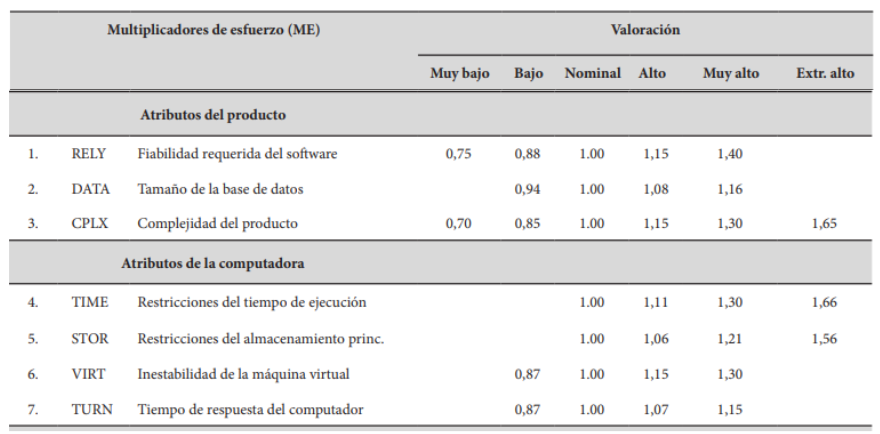 Multiplicadores de esfuerzo (ME) Valoración
Muy bajo Bajo Nominal Alto Muy alto Extr. alto
Atributos del producto
1. RELY Fiabilidad requerida del software 0,75 0,88 1.00 1,15 1,40
2. DATA Tamaño de la base de datos 0,94 1.00 1,08 1,16
3. CPLX Complejidad del producto 0,70 0,85 1.00 1,15 1,30 1,65
Atributos de la computadora
4. TIME Restricciones del tiempo de ejecución 1.00 1,11 1,30 1,66
5. STOR Restricciones del almacenamiento princ. 1.00 1,06 1,21 1,56
6. VIRT Inestabilidad de la máquina virtual 0,87 1.00 1,15 1,30
7. TURN Tiempo de respuesta del computador 0,87 1.00 1,07 1,15